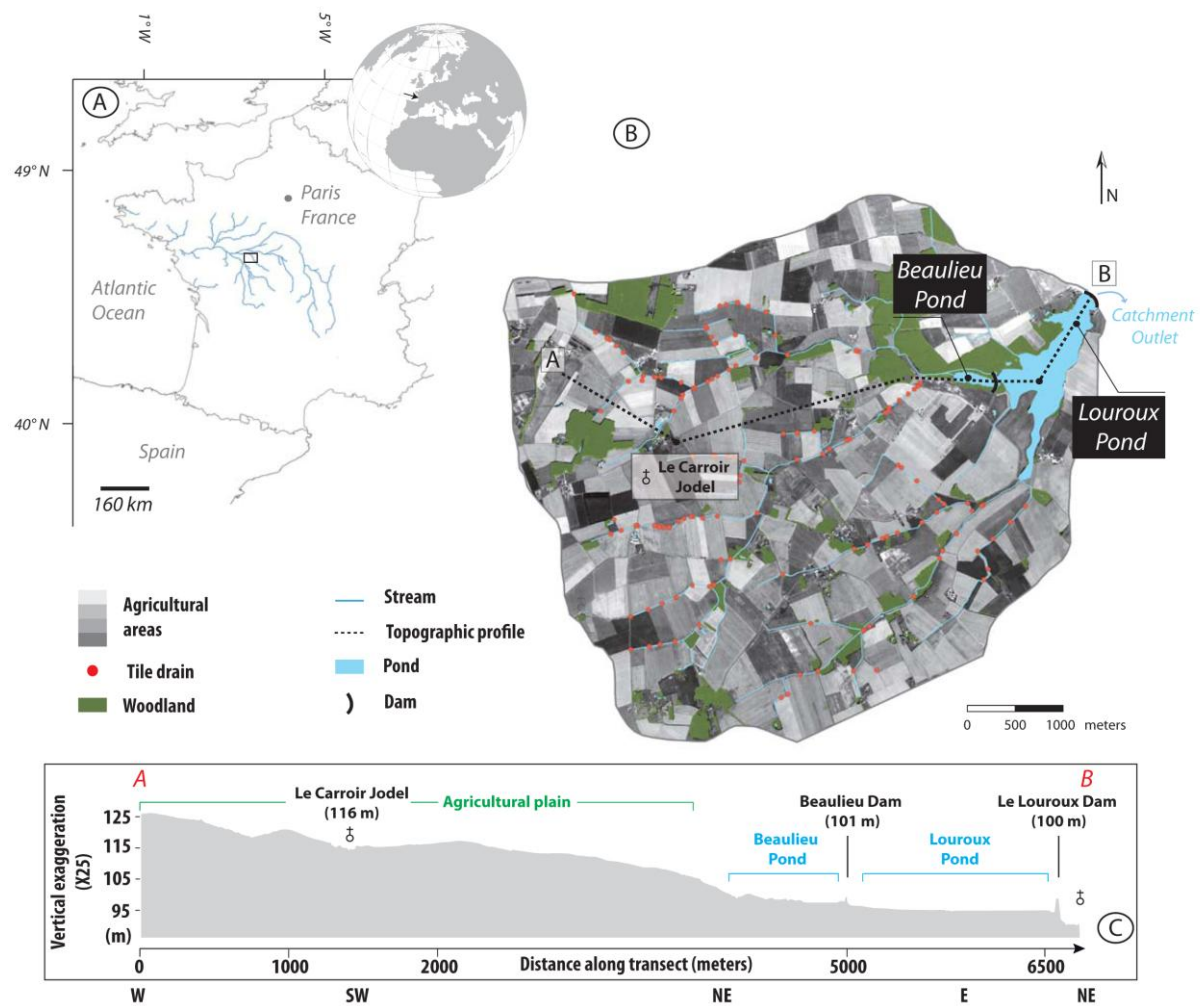 1°W
5°W
A
49°N
Paris
France
Atlantic
Ocean
40°N
Spain
160 km
B
N
Beaulieu
Pond
B
Catchment
Outlet
A
Louroux
Pond
Le Carroir
Jodel
0 500 1000 meters
Agricultural
areas
Tile drain
Woodland
Stream
Topographic profile
Pond
Dam
A
B
Le Carroir Jodel
(116 m)
Agricultural plain
Beaulieu Dam
(101 m)
Le Louroux Dam
(100 m)
Beaulieu
Pond
Louroux
Pond
Vertical exaggeration
(X25)
125
115
105
95
(m)
C
0 1000 2000 Distance along transect (meters) 5000 6500
W SW NE E NE